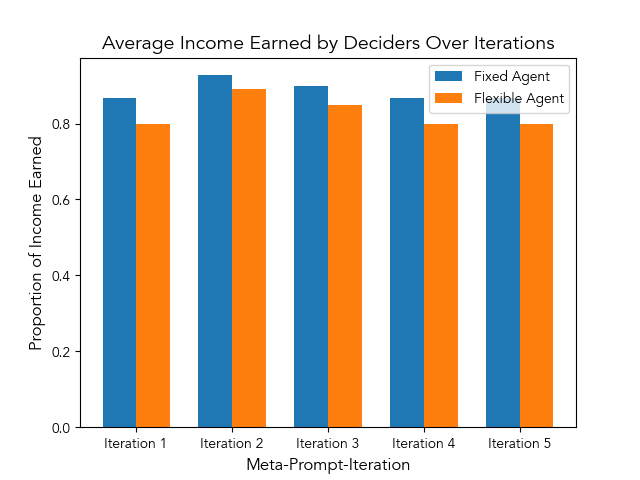 Average Income Earned by Deciders Over Iterations
Fixed Agent
Flexible Agent
Proportion of Income Earned
0.8
0.6
0.4
0.2
0.0
Iteration 1
Iteration 2
Iteration 3
Iteration 4
Iteration 5
Meta-Prompt-Iteration